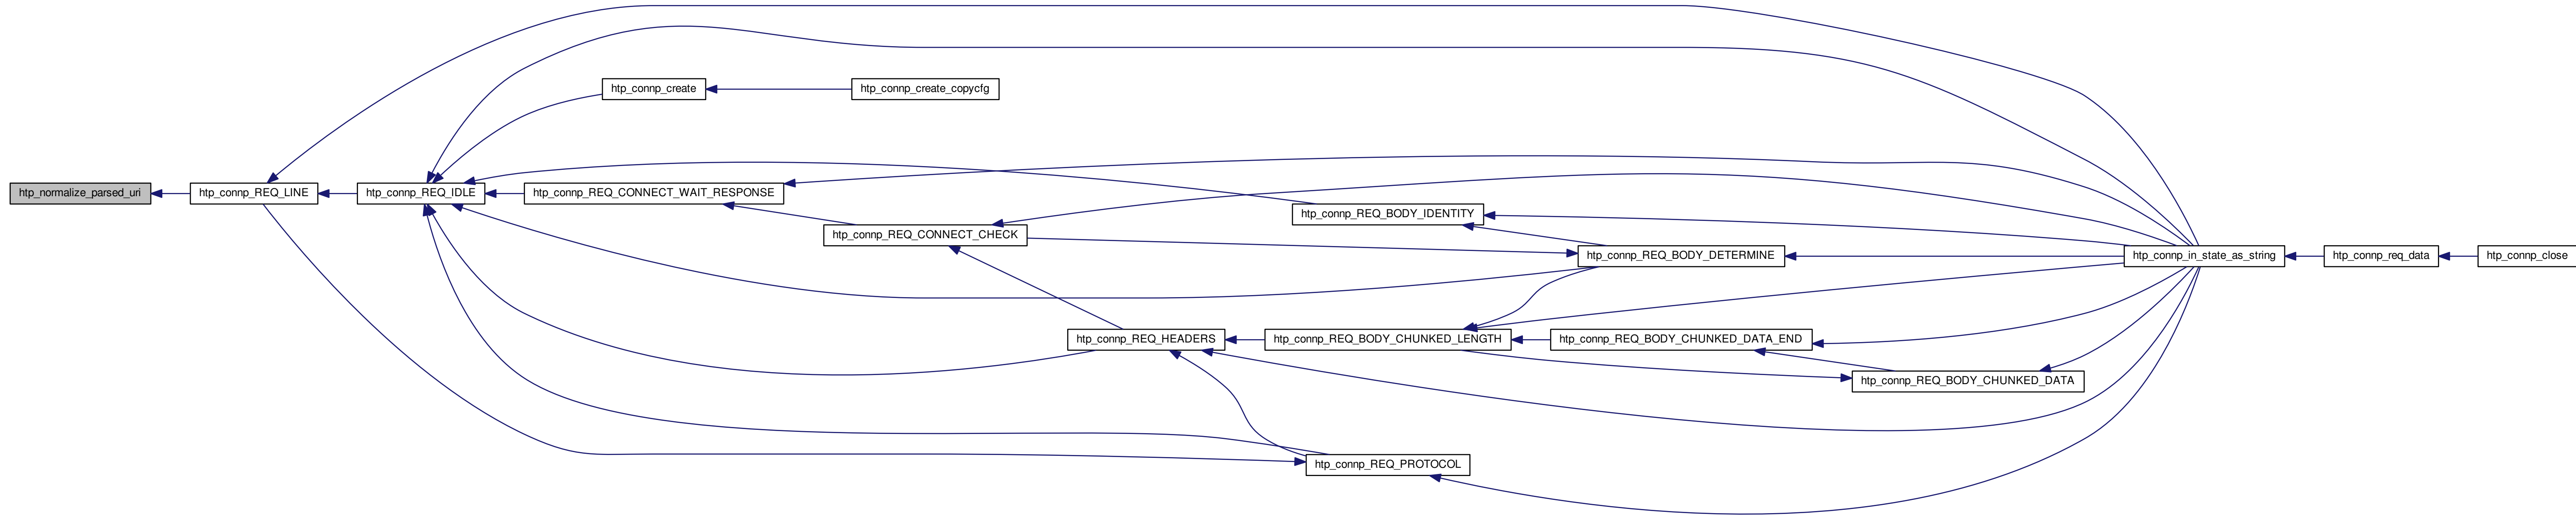 htp_normalize_parsed_uri
htp_connp_REQ_LINE
htp_connp_REQ_IDLE
htp_connp_create
htp_connp_create_copycfg
htp_connp_REQ_CONNECT_WAIT_RESPONSE
htp_connp_REQ_CONNECT_CHECK
htp_connp_REQ_HEADERS
htp_connp_REQ_BODY_IDENTITY
htp_connp_REQ_BODY_DETERMINE
htp_connp_REQ_BODY_CHUNKED_LENGTH
htp_connp_REQ_BODY_CHUNKED_DATA_END
htp_connp_REQ_BODY_CHUNKED_DATA
htp_connp_REQ_PROTOCOL
htp_connp_in_state_as_string
htp_connp_req_data
htp_connp_close